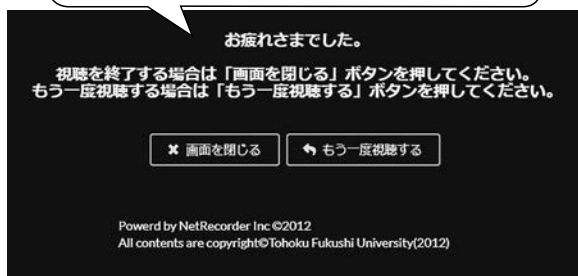 お疲れさまでした。
視聴を終了する場合は「画面を閉じる」ボタンを押してください。
もう一度視聴する場合は「もう一度視聴する」ボタンを押してください。
✖ 画面を閉じる
もう一度視聴する
Powerd by NetRecorder Inc ©2012
All contents are copyright©Tohoku Fukushi University(2012)